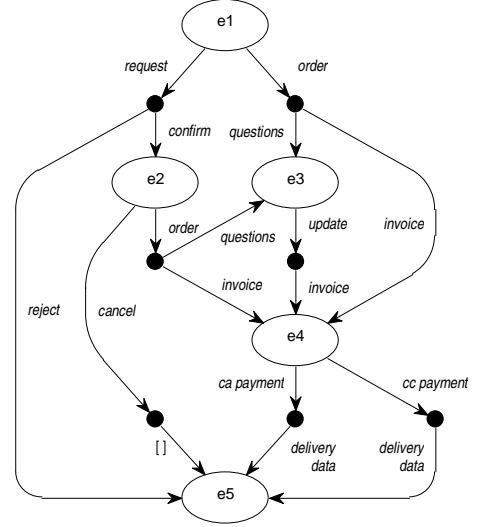 e1
request
order
confirm
questions
e2
e3
order
update
questions
invoice
invoice
invoice
reject
cancel
e4
ca payment
cc payment
[ ]
delivery
data
delivery
data
e5